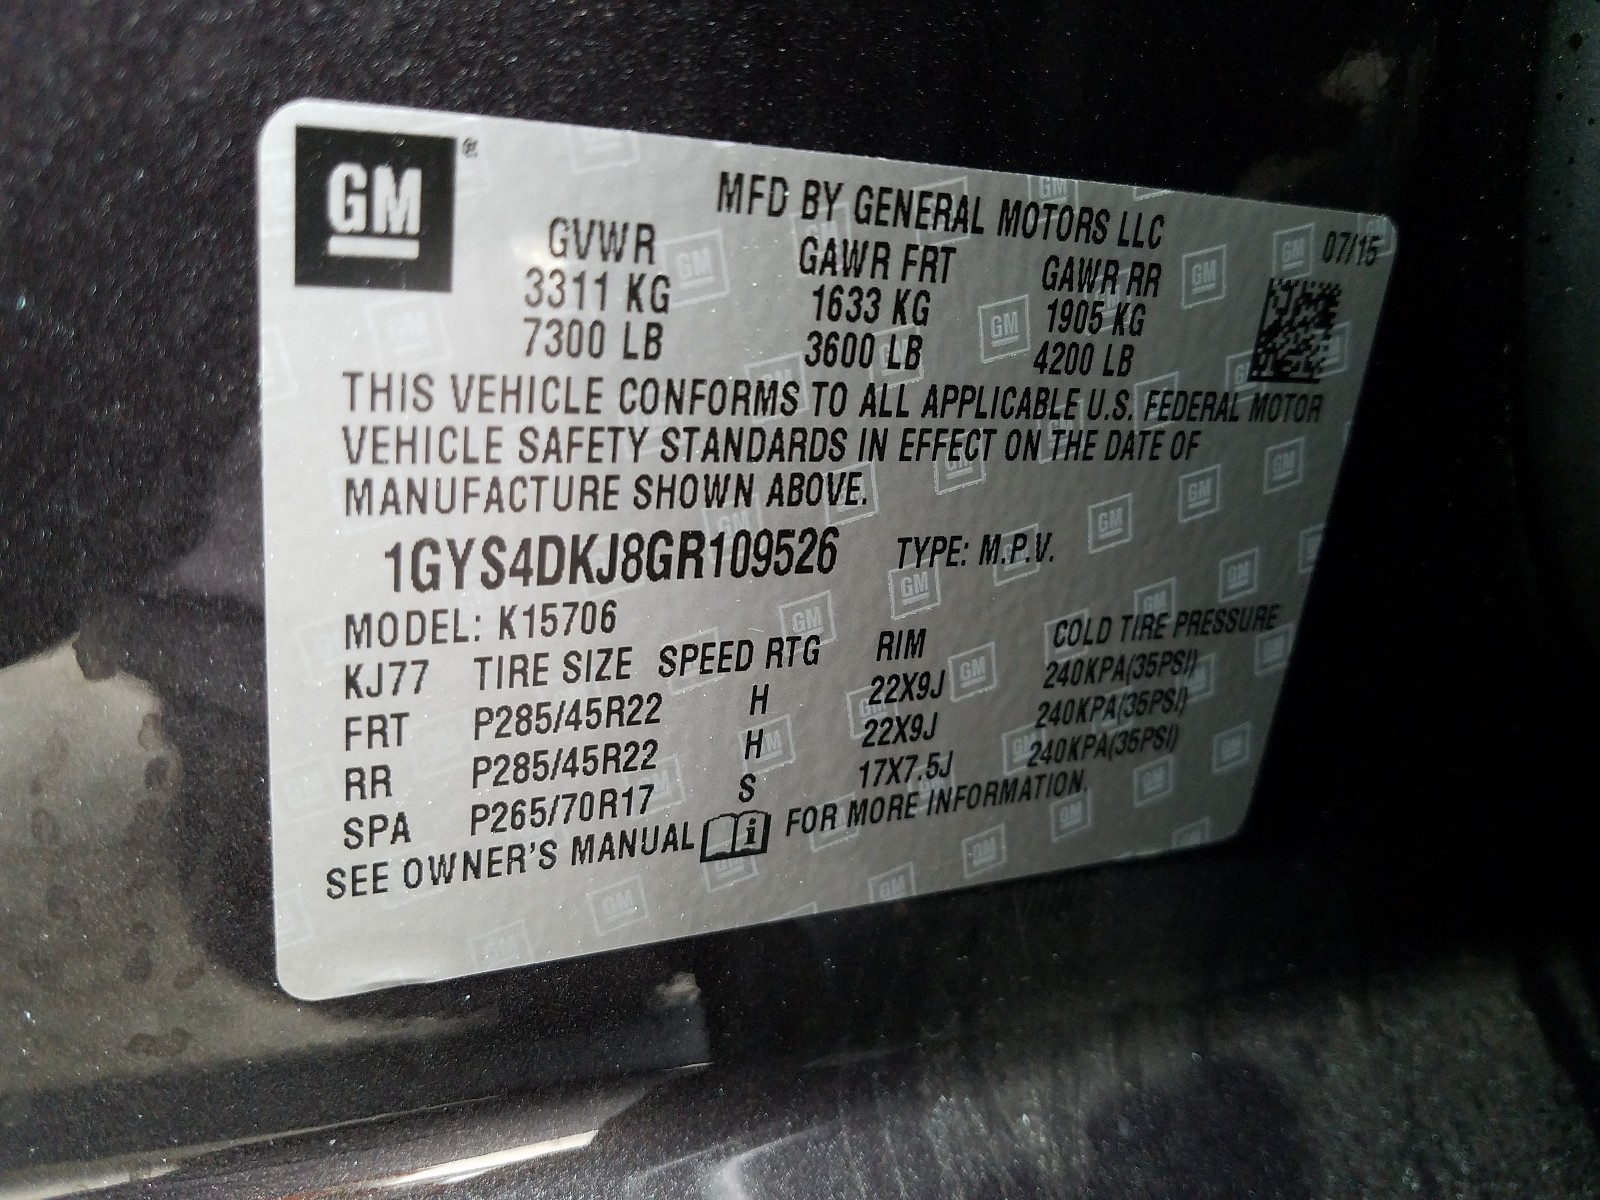 GM
MFD BY GENERAL MOTORS LLC
07/15
GVWR GAWR FRT GAWR RR
3311 KG 1633 KG 1905 KG
7300 LB 3600 LB 4200 LB
THIS VEHICLE CONFORMS TO ALL APPLICABLE U.S. FEDERAL MOTOR
VEHICLE SAFETY STANDARDS IN EFFECT ON THE DATE OF
MANUFACTURE SHOWN ABOVE.
1GYS4DKJ8GR109526 TYPE: M.P.V.
MODEL: K15706
KJ77 TIRE SIZE SPEED RTG RIM COLD TIRE PRESSURE
FRT P285/45R22 H 22X9J 240KPA(35PSI)
RR P285/45R22 H 22X9J 240KPA(35PSI)
SPA P265/70R17 S 17X7.5J 240KPA(35PSI)
SEE OWNER'S MANUAL i FOR MORE INFORMATION.